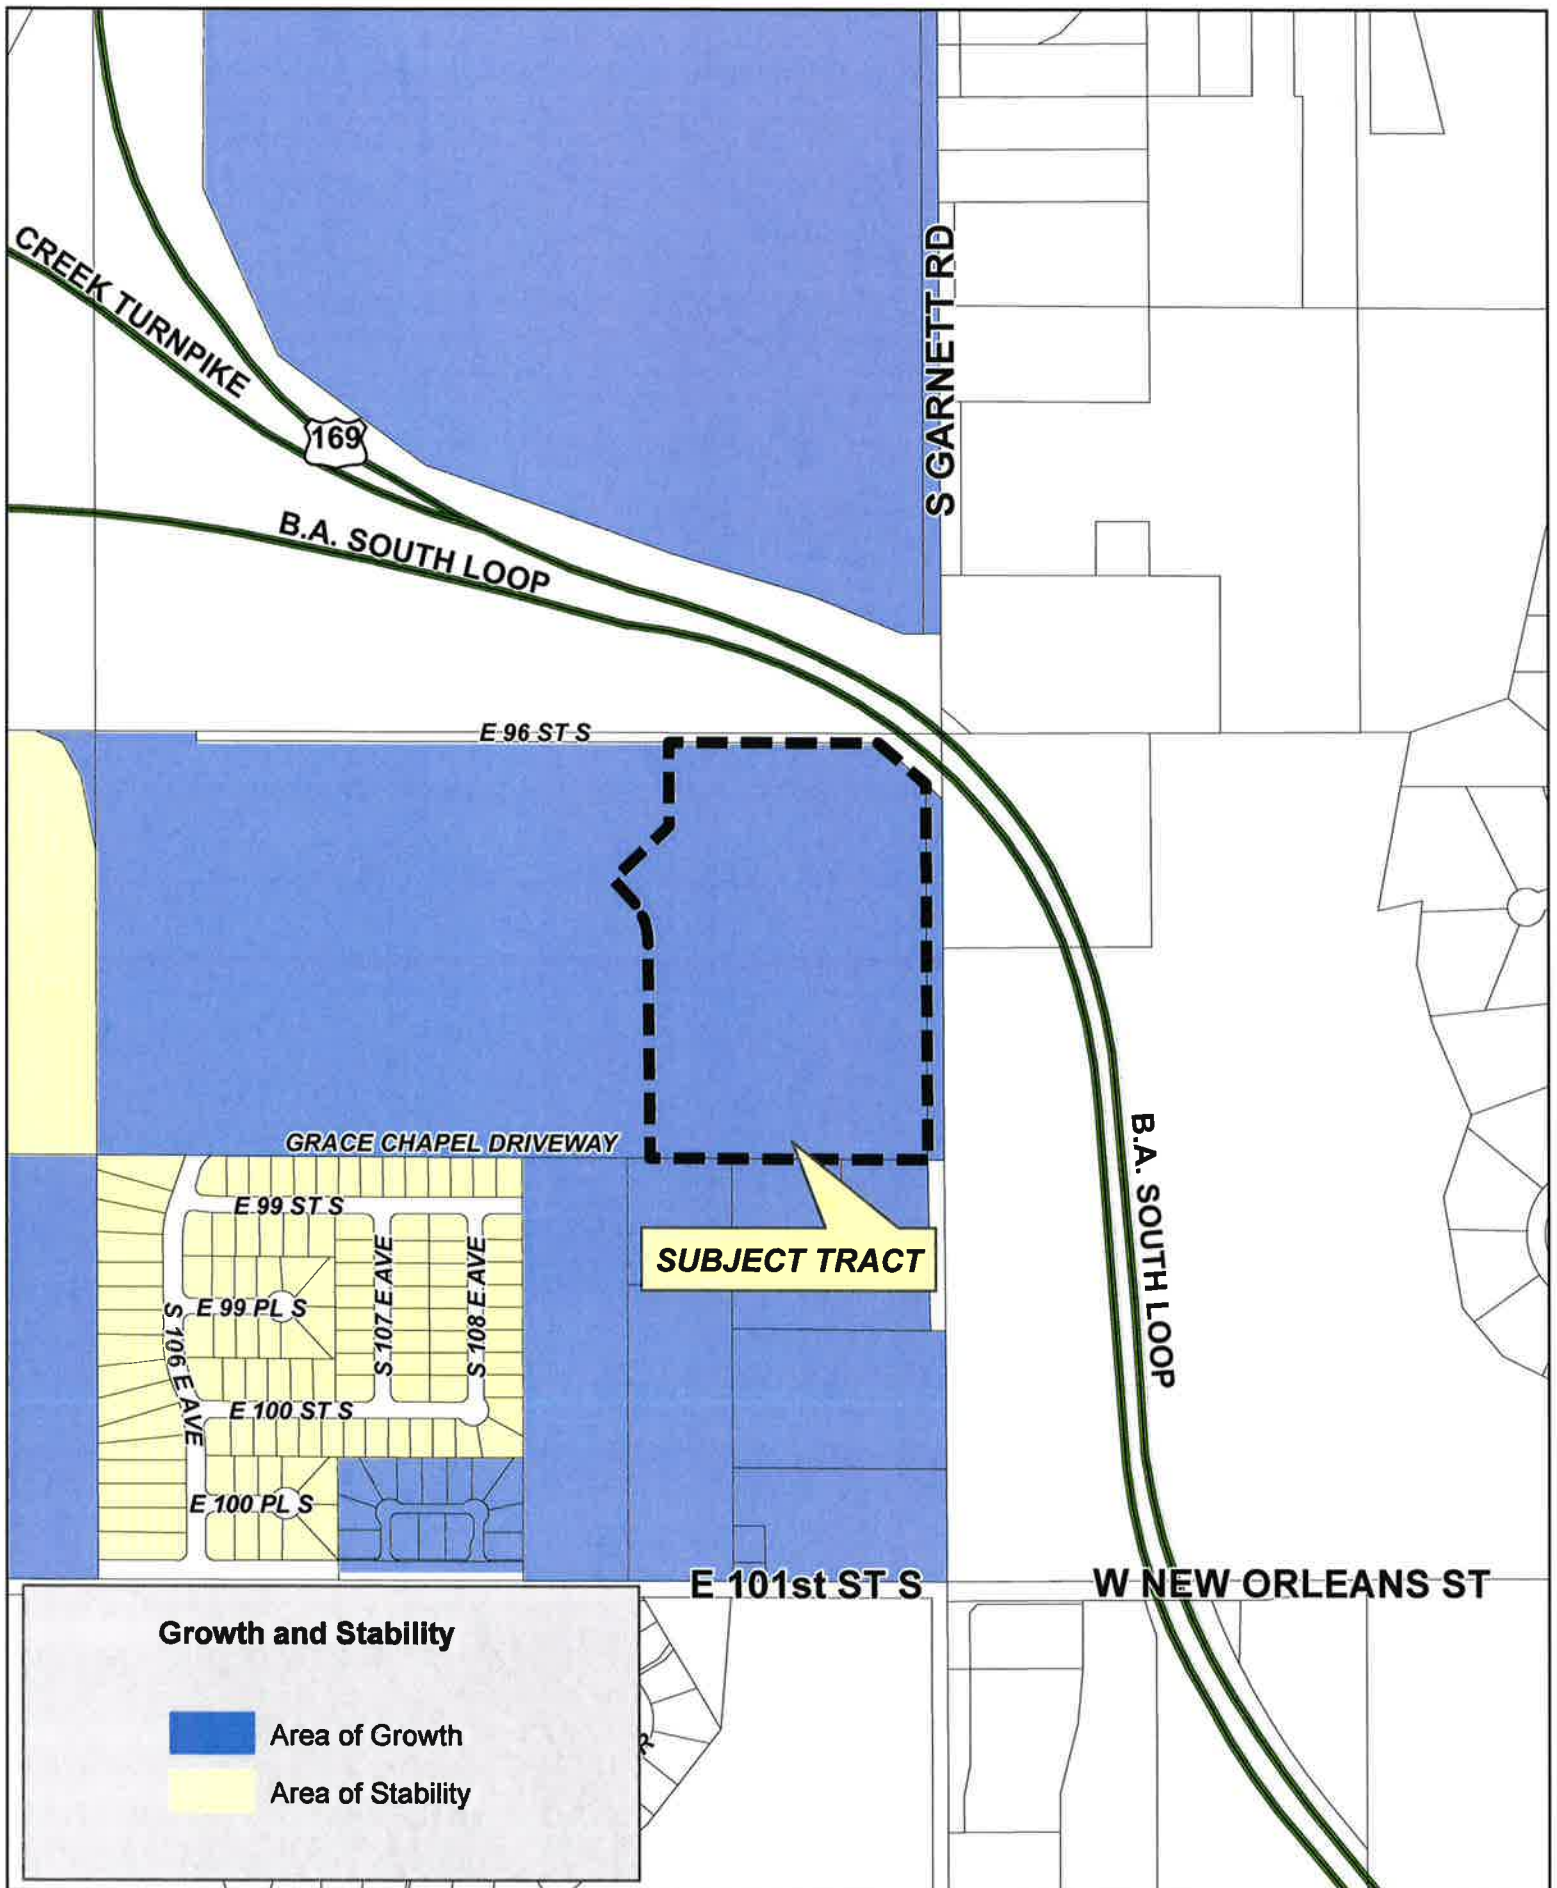 S GARNETT RD
CREEK TURNPIKE
169
B.A. SOUTH LOOP
E 96 ST S
GRACE CHAPEL DRIVEWAY
B.A. SOUTH LOOP
E 99 ST S
SUBJECT TRACT
S 107 E AVE
S 108 E AVE
E 99 PL S
S 106 E AVE
E 100 ST S
E 100 PL S
E 101st ST S
W NEW ORLEANS ST
Growth and Stability
Area of Growth
Area of Stability